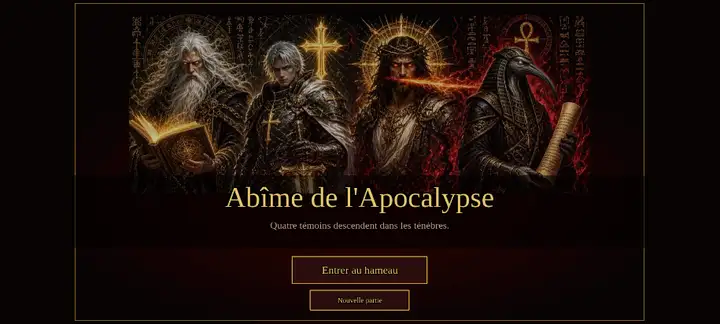 Abîme de l'Apocalypse
Quatre témoins descendent dans les ténèbres.
Entrer au hameau
Nouvelle partie